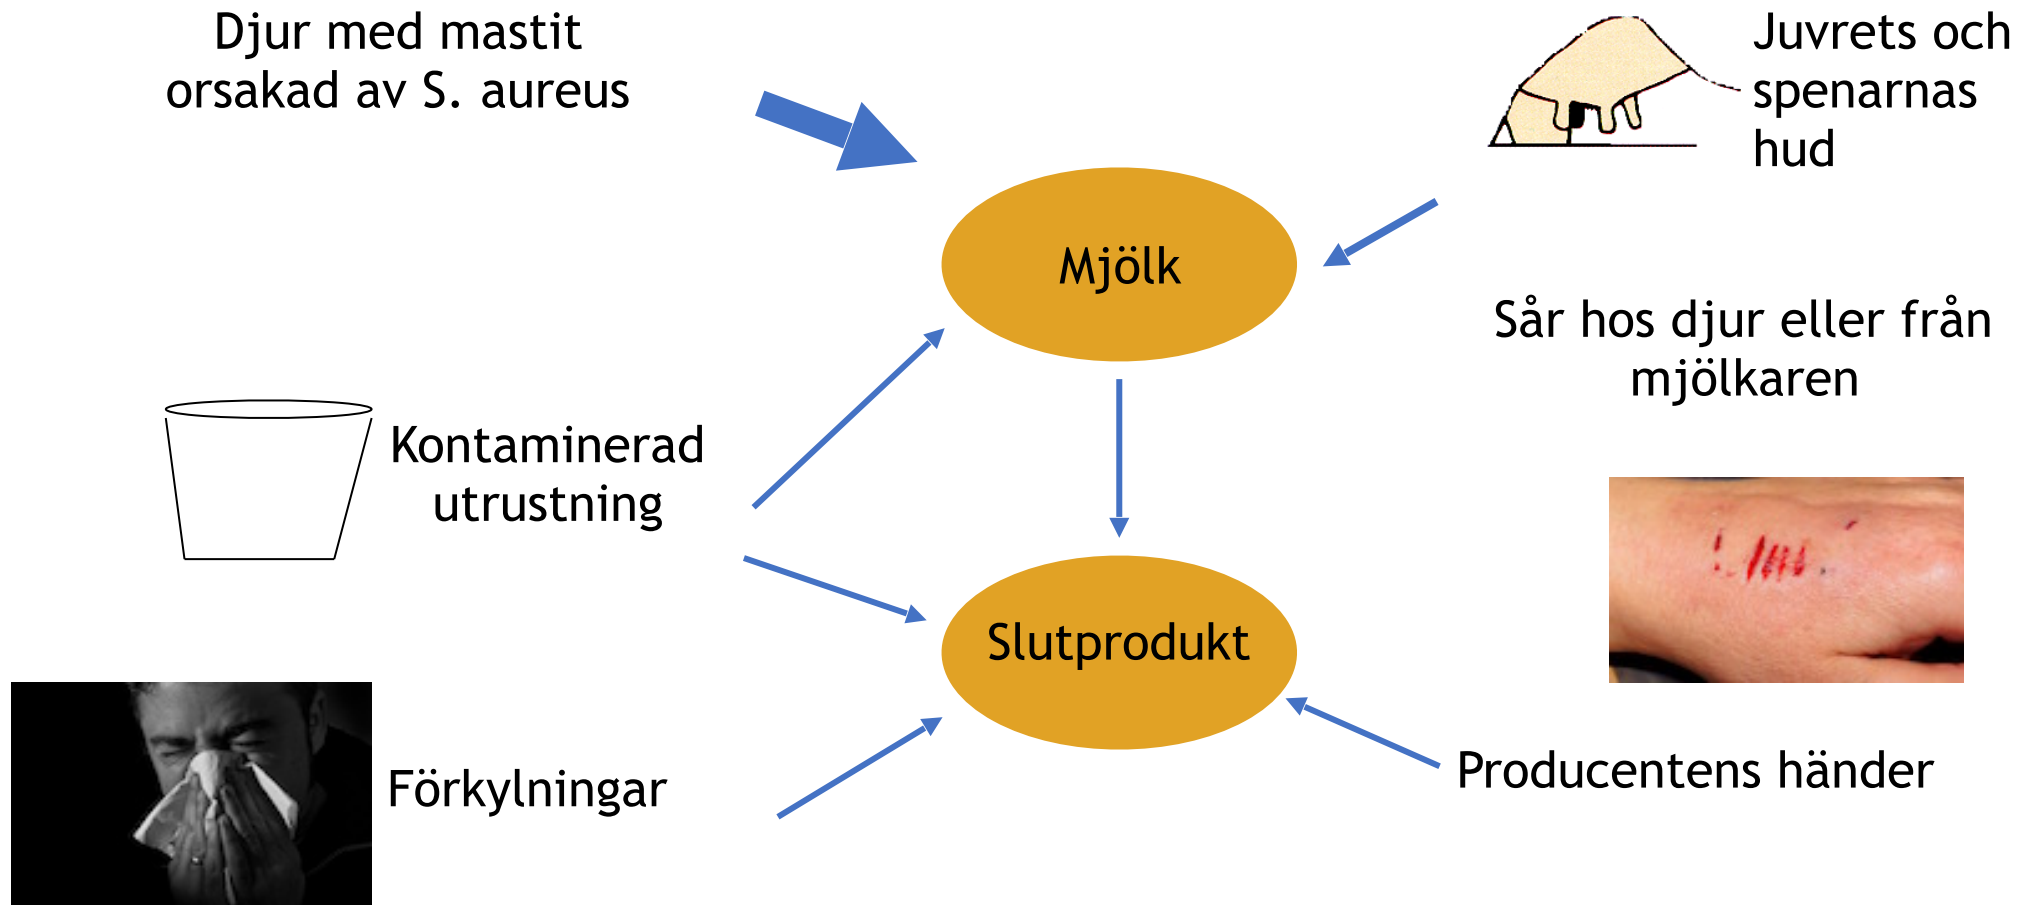 Djur med mastit
orsakad av S. aureus
Juvrets och
spenarnas
hud
Mjölk
Sår hos djur eller från
mjölkaren
Kontaminerad
utrustning
Slutprodukt
Förkylningar
Producentens händer